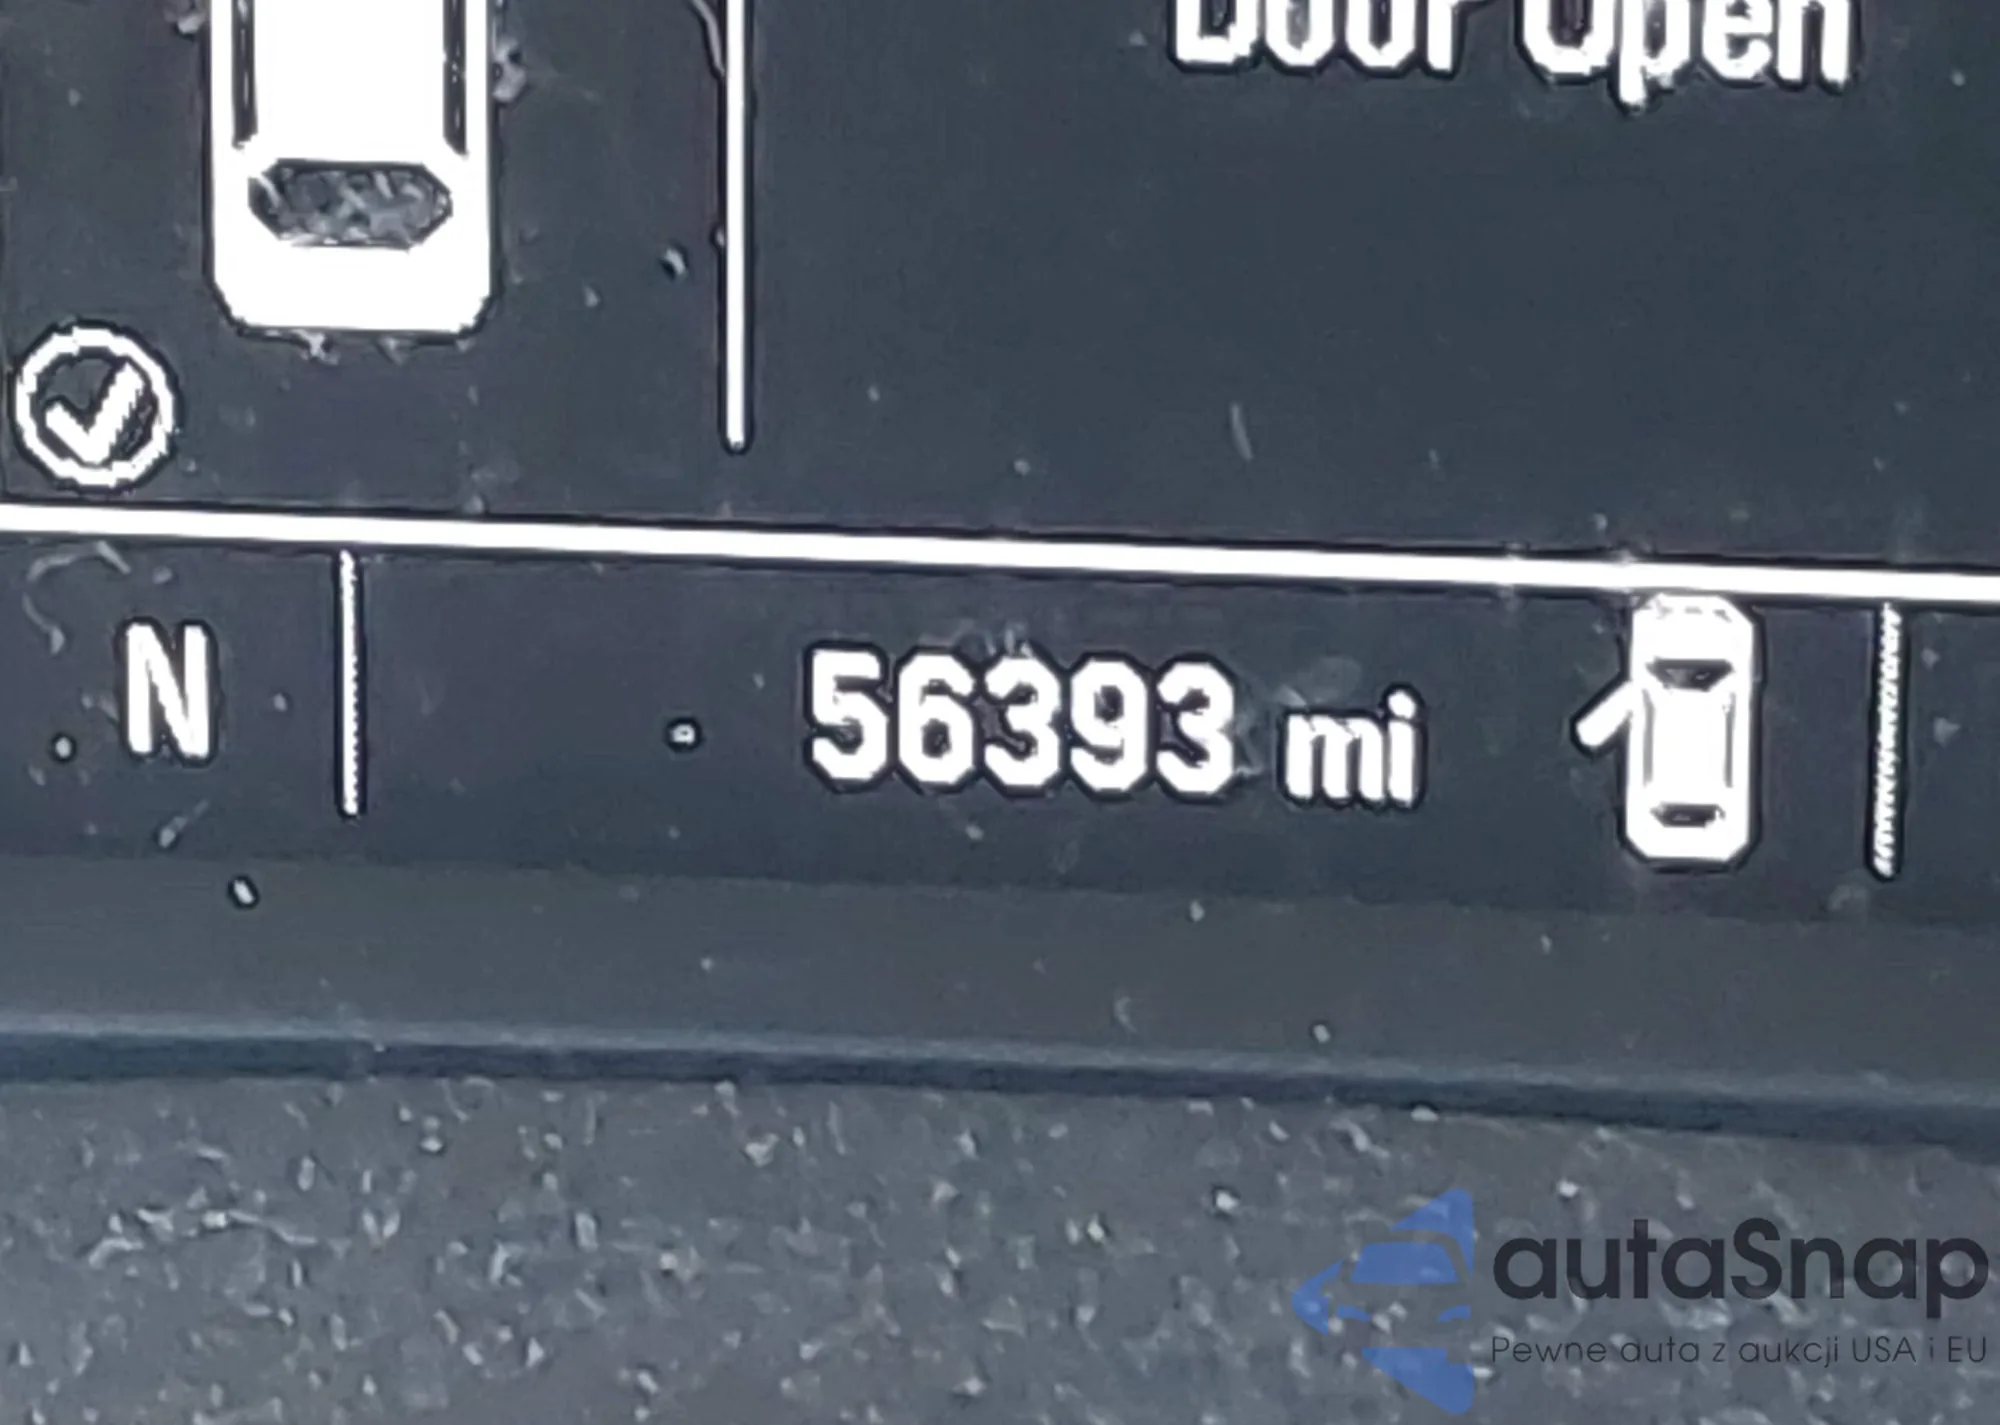 Door Open
N
56393 mi
autaSnap
Pewne auta z aukcji USA i EU